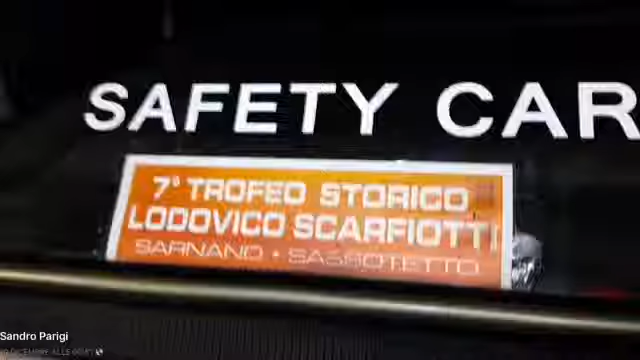 SAFETY CAR
7° TROFEO STORICO
LODOVICO SCARFIOTTI
SARNANO • SASSOTETTO
Sandro Parigi